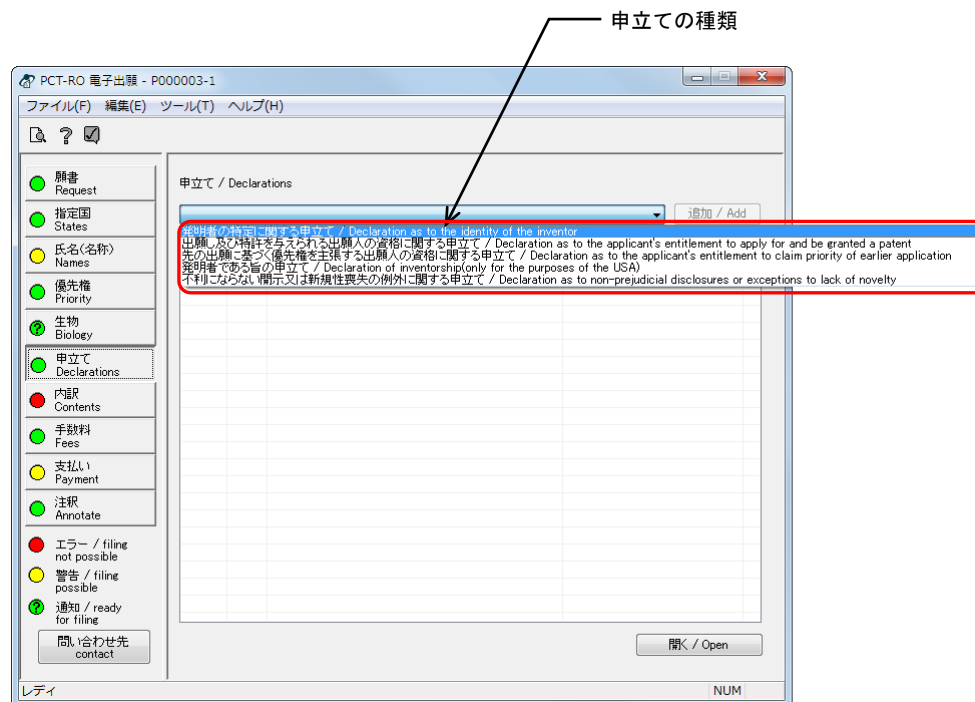 申立ての種類
PCT-RO 電子出願 - P000003-1
ファイル(F) 編集(E) ツール(T) ヘルプ(H)
願書
Request
指定国
States
氏名(名称)
Names
優先権
Priority
生物
Biology
申立て
Declarations
内訳
Contents
手数料
Fees
支払い
Payment
注釈
Annotate
エラー / filing
not possible
警告 / filing
possible
通知 / ready
for filing
問い合わせ先
contact
申立て / Declarations
追加 / Add
発明者の特定に関する申立て / Declaration as to the identity of the inventor
出願し及び特許を与えられる出願人の資格に関する申立て / Declaration as to the applicant's entitlement to apply for and be granted a patent
先の出願に基づく優先権を主張する出願人の資格に関する申立て / Declaration as to the applicant's entitlement to claim priority of earlier application
発明者である旨の申立て / Declaration of inventorship(only for the purposes of the USA)
不利にならない開示又は新規性喪失の例外に関する申立て / Declaration as to non-prejudicial disclosures or exceptions to lack of novelty
開く / Open
レディ
NUM